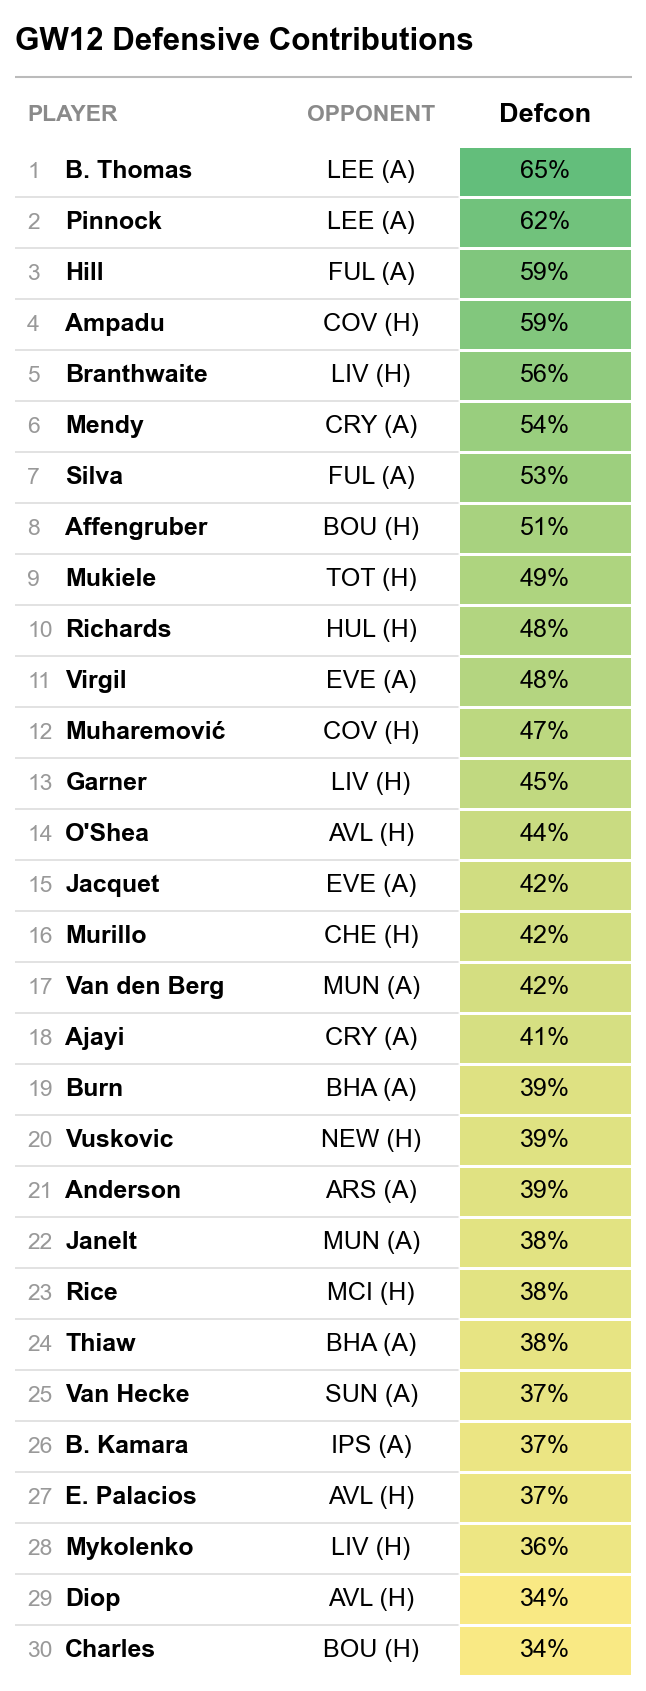 GW12 Defensive Contributions
PLAYER OPPONENT Defcon
1 B. Thomas LEE (A) 65%
2 Pinnock LEE (A) 62%
3 Hill FUL (A) 59%
4 Ampadu COV (H) 59%
5 Branthwaite LIV (H) 56%
6 Mendy CRY (A) 54%
7 Silva FUL (A) 53%
8 Affengruber BOU (H) 51%
9 Mukiele TOT (H) 49%
10 Richards HUL (H) 48%
11 Virgil EVE (A) 48%
12 Muharemović COV (H) 47%
13 Garner LIV (H) 45%
14 O'Shea AVL (H) 44%
15 Jacquet EVE (A) 42%
16 Murillo CHE (H) 42%
17 Van den Berg MUN (A) 42%
18 Ajayi CRY (A) 41%
19 Burn BHA (A) 39%
20 Vuskovic NEW (H) 39%
21 Anderson ARS (A) 39%
22 Janelt MUN (A) 38%
23 Rice MCI (H) 38%
24 Thiaw BHA (A) 38%
25 Van Hecke SUN (A) 37%
26 B. Kamara IPS (A) 37%
27 E. Palacios AVL (H) 37%
28 Mykolenko LIV (H) 36%
29 Diop AVL (H) 34%
30 Charles BOU (H) 34%